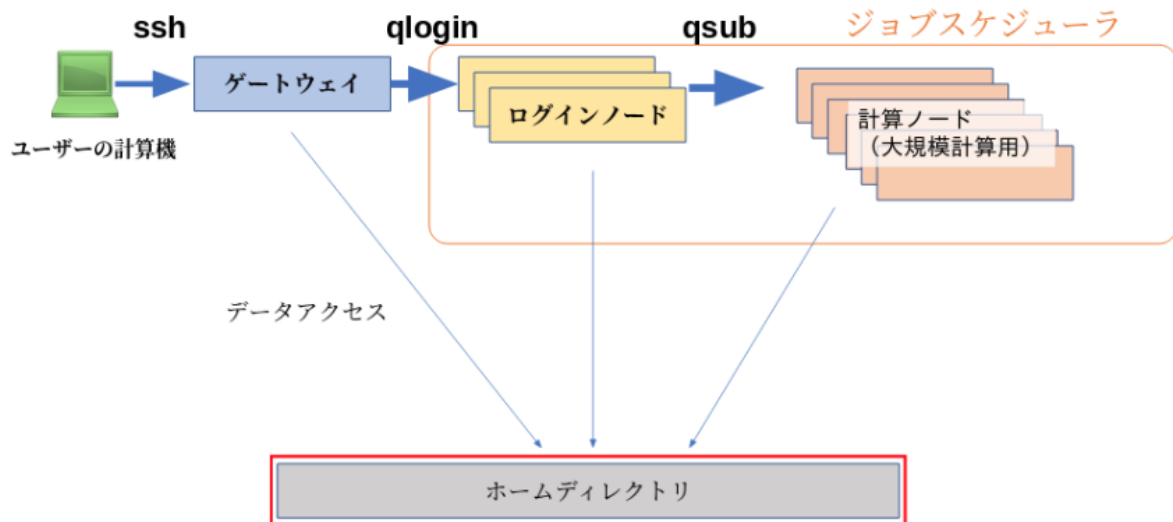 ssh
qlogin
qsub
ジョブスケジューラ
ゲートウェイ
ログインノード
計算ノード
（大規模計算用）
ユーザーの計算機
データアクセス
ホームディレクトリ